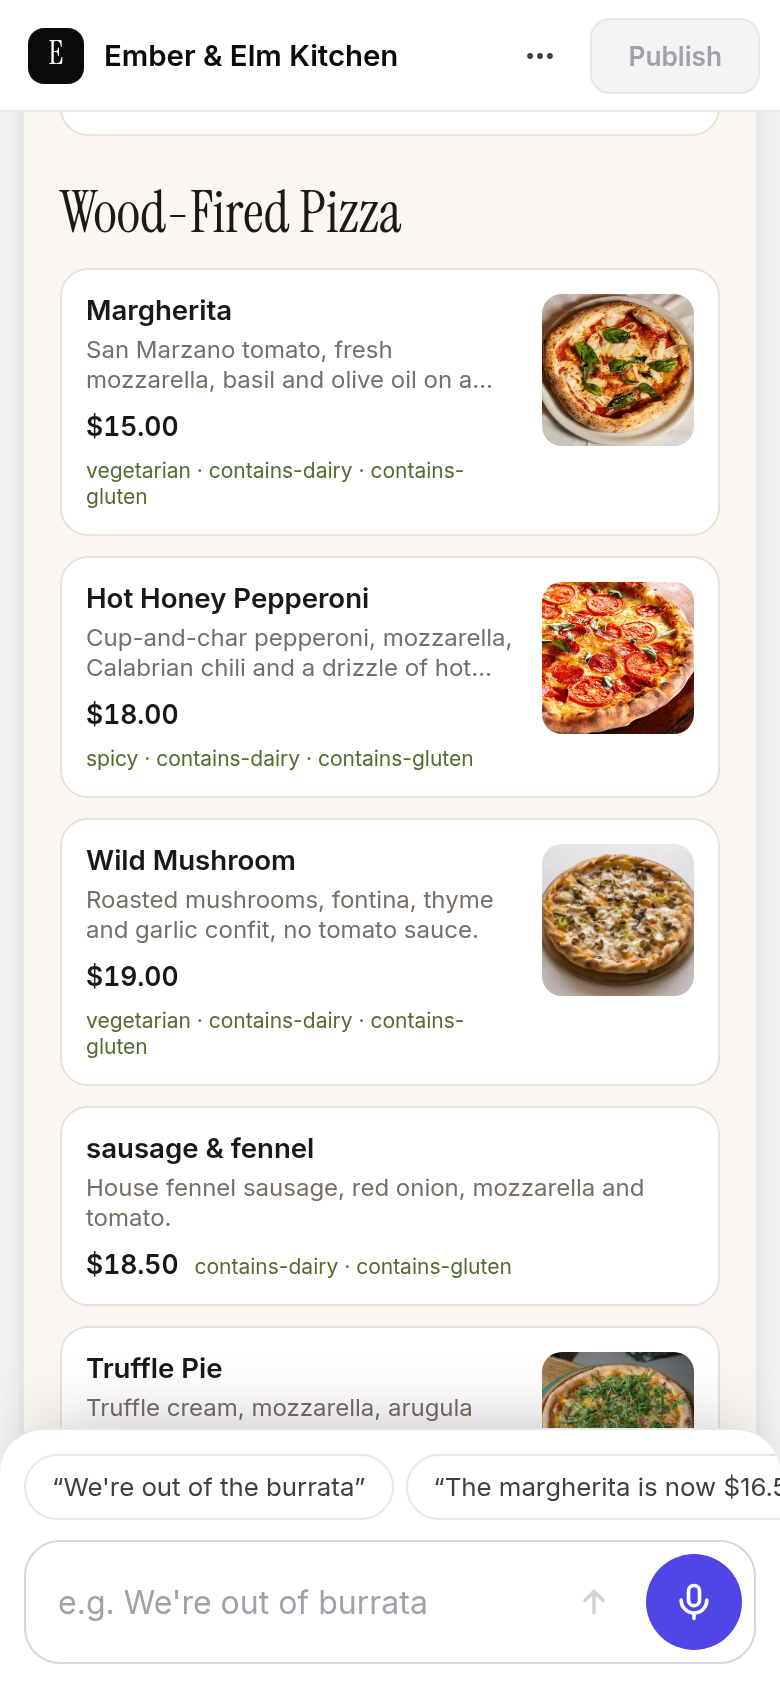 E
Ember & Elm Kitchen
Publish
Wood-Fired Pizza
Margherita
San Marzano tomato, fresh
mozzarella, basil and olive oil on a...
$15.00
vegetarian · contains-dairy · contains-
gluten
Hot Honey Pepperoni
Cup-and-char pepperoni, mozzarella,
Calabrian chili and a drizzle of hot...
$18.00
spicy · contains-dairy · contains-gluten
Wild Mushroom
Roasted mushrooms, fontina, thyme
and garlic confit, no tomato sauce.
$19.00
vegetarian · contains-dairy · contains-
gluten
sausage & fennel
House fennel sausage, red onion, mozzarella and
tomato.
$18.50 contains-dairy · contains-gluten
Truffle Pie
Truffle cream, mozzarella, arugula
“We're out of the burrata” “The margherita is now $16.5
e.g. We're out of burrata